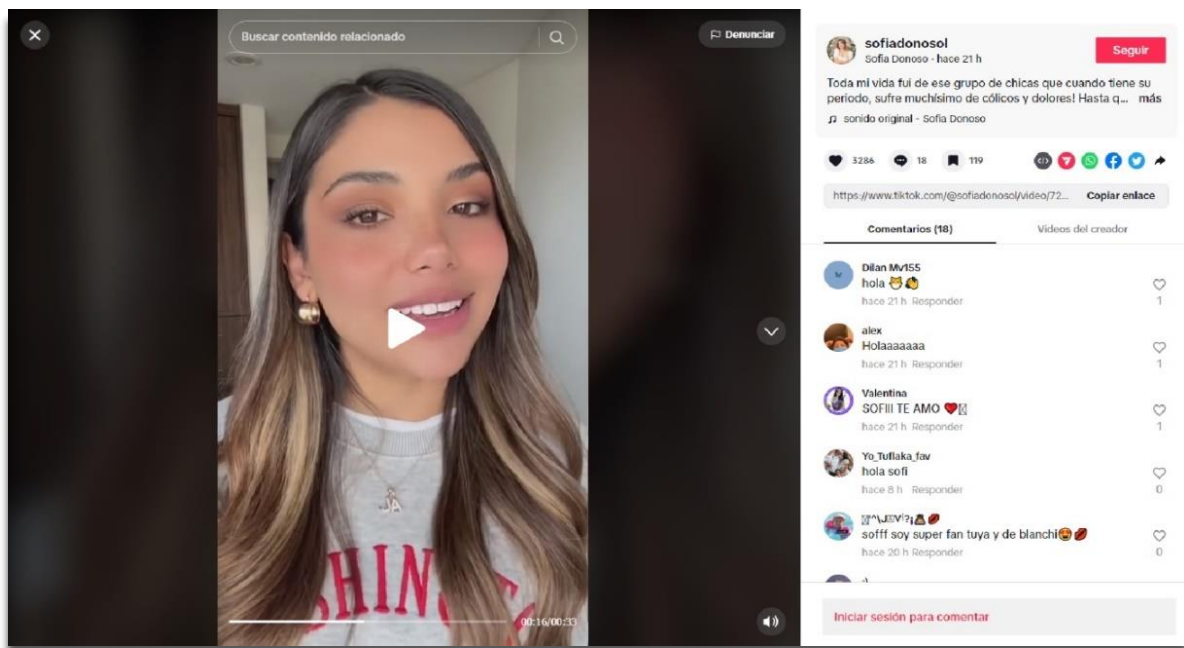 Buscar contenido relacionado
Denunciar
JA
SHING
00:16/00:33
sofiadonosol
Sofia Donoso · hace 21 h
Seguir
Toda mi vida fui de ese grupo de chicas que cuando tiene su
periodo, sufre muchísimo de cólicos y dolores! Hasta q... más
sonido original - Sofia Donoso
3286
18
119
https://www.tiktok.com/@sofiadonosol/video/72...
Copiar enlace
Comentarios (18)
Videos del creador
Dilan Mv155
hola
hace 21 h Responder
1
alex
Holaaaaaaa
hace 21 h Responder
1
Valentina
SOFIII TE AMO ❤️
hace 21 h Responder
1
Yo_Tuflaka_fav
hola sofi
hace 8 h Responder
0
sofff soy super fan tuya y de blanchi
hace 20 h Responder
0
Iniciar sesión para comentar